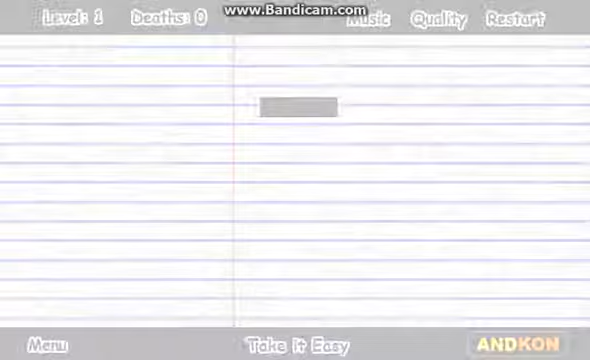 www.Bandicam.com
Level: 1 Deaths: 0 Music Quality Restart
Menu Take it Easy ANDKON